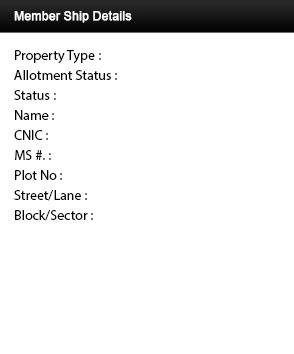 Member Ship Details
Property Type :
Allotment Status :
Status :
Name :
CNIC :
MS #. :
Plot No :
Street/Lane :
Block/Sector :